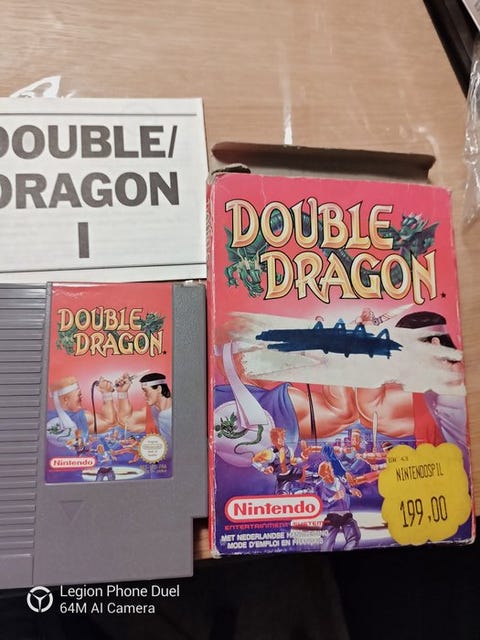 DOUBLE/
DRAGON
I
DOUBLE
DRAGON
Nintendo
DOUBLE
DRAGON
Nintendo
ENTERTAINMENT SYSTEM
MET NEDERLANDSE HANDLEIDING
MODE D'EMPLOI EN FRANÇAIS
NINTENDOSPIL
199,00
Legion Phone Duel
64M AI Camera